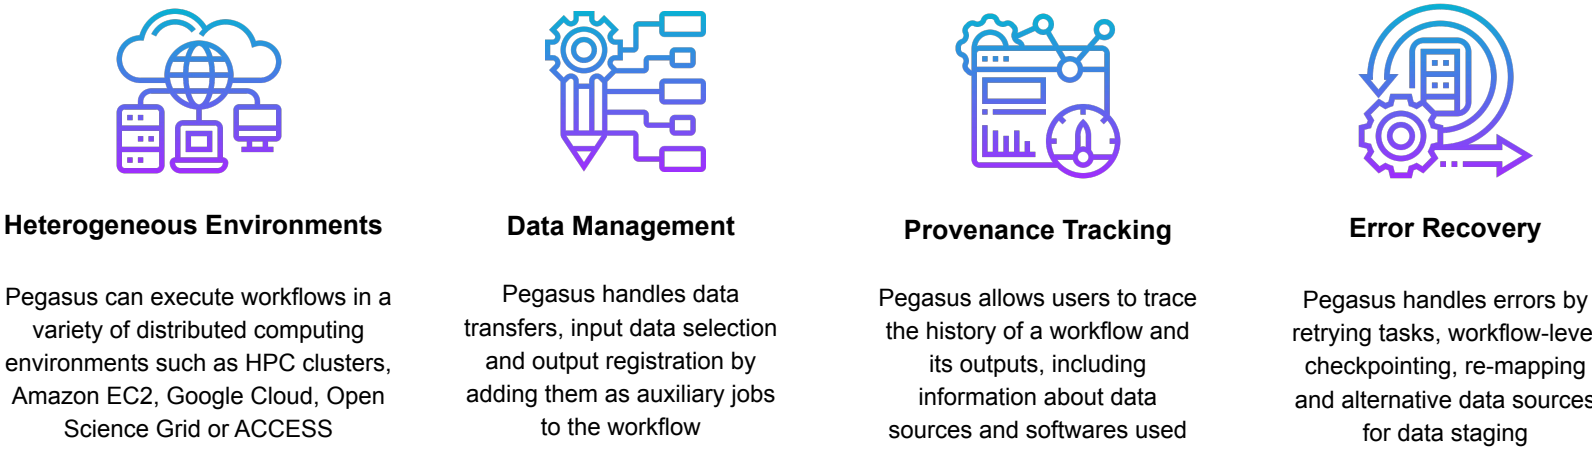 Heterogeneous Environments
Pegasus can execute workflows in a
variety of distributed computing
environments such as HPC clusters,
Amazon EC2, Google Cloud, Open
Science Grid or ACCESS
Data Management
Pegasus handles data
transfers, input data selection
and output registration by
adding them as auxiliary jobs
to the workflow
Provenance Tracking
Pegasus allows users to trace
the history of a workflow and
its outputs, including
information about data
sources and softwares used
Error Recovery
Pegasus handles errors by
retrying tasks, workflow-leve
checkpointing, re-mapping
and alternative data sources
for data staging